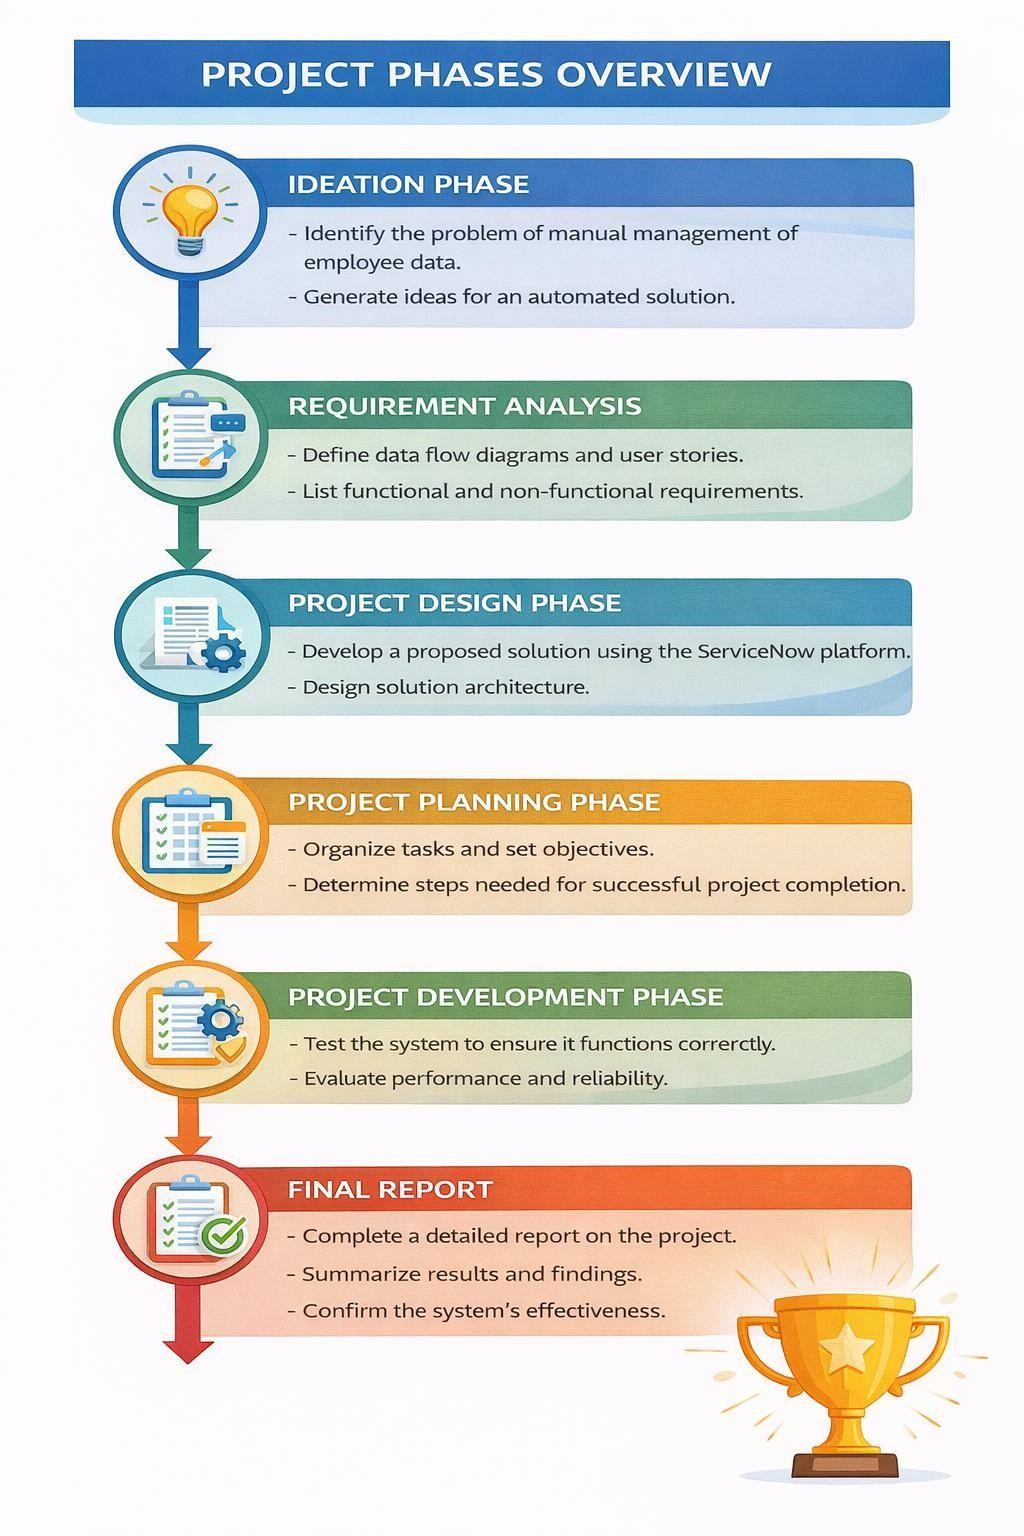 PROJECT PHASES OVERVIEW
IDEATION PHASE
- Identify the problem of manual management of
employee data.
- Generate ideas for an automated solution.
REQUIREMENT ANALYSIS
- Define data flow diagrams and user stories.
- List functional and non-functional requirements.
PROJECT DESIGN PHASE
- Develop a proposed solution using the ServiceNow platform.
- Design solution architecture.
PROJECT PLANNING PHASE
- Organize tasks and set objectives.
- Determine steps needed for successful project completion.
PROJECT DEVELOPMENT PHASE
- Test the system to ensure it functions correrctly.
- Evaluate performance and reliability.
FINAL REPORT
- Complete a detailed report on the project.
- Summarize results and findings.
- Confirm the system's effectiveness.